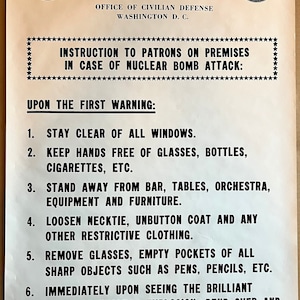 OFFICE OF CIVILIAN DEFENSE
WASHINGTON D. C.
INSTRUCTION TO PATRONS ON PREMISES
IN CASE OF NUCLEAR BOMB ATTACK:
UPON THE FIRST WARNING:
1. STAY CLEAR OF ALL WINDOWS.
2. KEEP HANDS FREE OF GLASSES, BOTTLES,
CIGARETTES, ETC.
3. STAND AWAY FROM BAR, TABLES, ORCHESTRA,
EQUIPMENT AND FURNITURE.
4. LOOSEN NECKTIE, UNBUTTON COAT AND ANY
OTHER RESTRICTIVE CLOTHING.
5. REMOVE GLASSES, EMPTY POCKETS OF ALL
SHARP OBJECTS SUCH AS PENS, PENCILS, ETC.
6. IMMEDIATELY UPON SEEING THE BRILLIANT